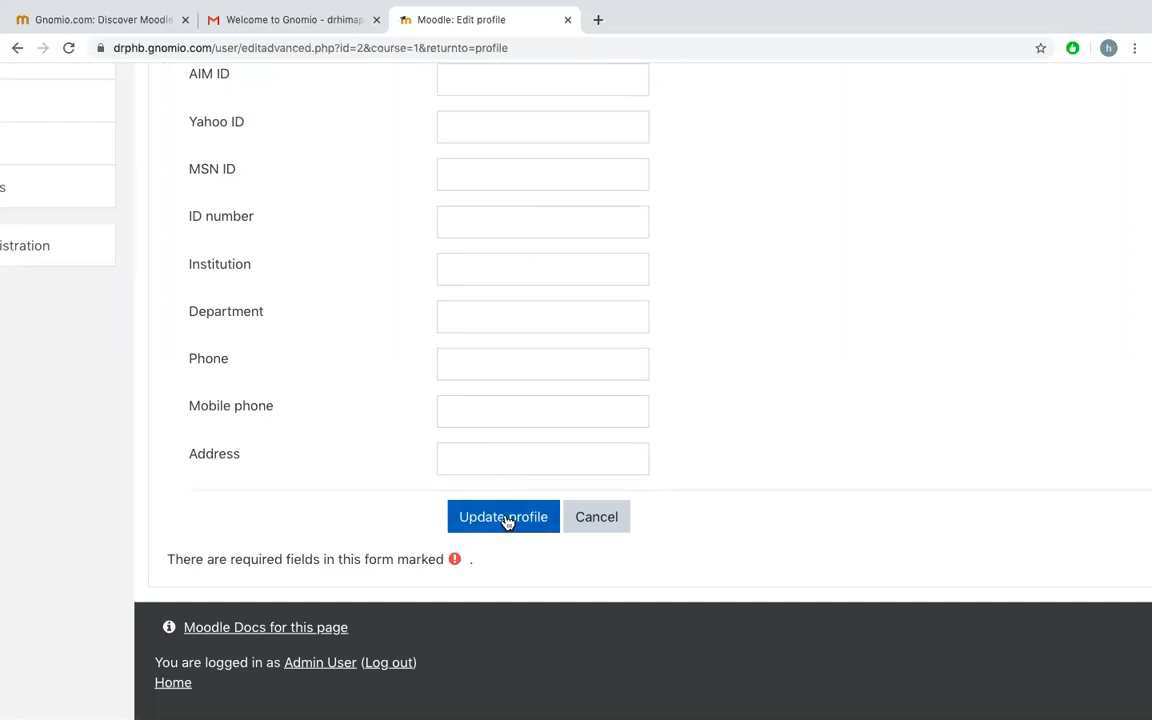 Gnomio.com: Discover Moodle
Welcome to Gnomio - drhimap
Moodle: Edit profile
drphb.gnomio.com/user/editadvanced.php?id=2&course=1&returnto=profile
h
AIM ID
Yahoo ID
MSN ID
s
ID number
istration
Institution
Department
Phone
Mobile phone
Address
Update profile
Cancel
There are required fields in this form marked ! .
Moodle Docs for this page
You are logged in as Admin User (Log out)
Home